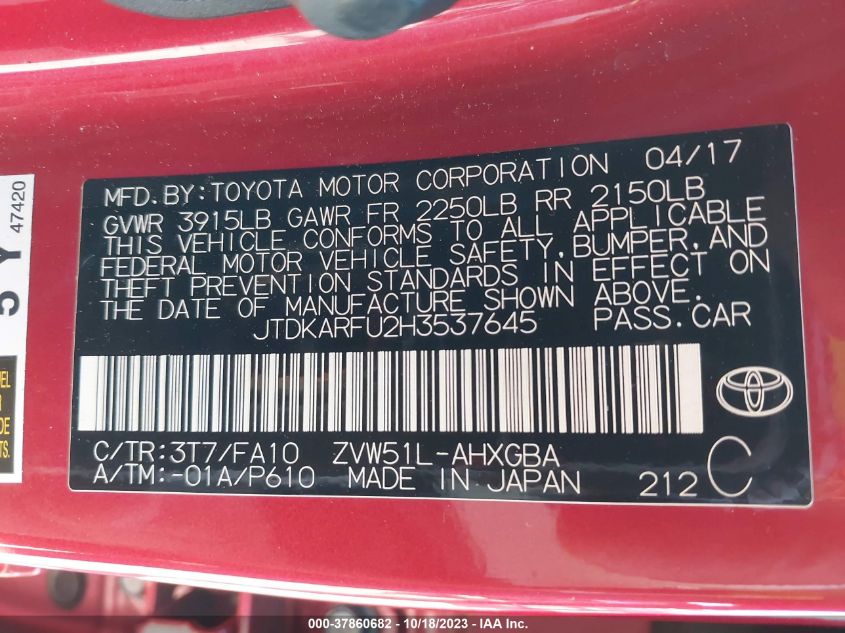 MFD.BY:TOYOTA MOTOR CORPORATION 04/17
GVWR 3915LB GAWR FR 2250LB RR 2150LB
THIS VEHICLE CONFORMS TO ALL APPLICABLE
FEDERAL MOTOR VEHICLE SAFETY, BUMPER, AND
THEFT PREVENTION STANDARDS IN EFFECT ON
THE DATE OF MANUFACTURE SHOWN ABOVE.
JTDKARFU2H3537645 PASS.CAR
C/TR:3T7/FA10 ZVW51L-AHXGBA
A/TM:-01A/P610 MADE IN JAPAN 212 C
5 Y
47420
DE
TS.
000-37860682 - 10/18/2023 - IAA Inc.